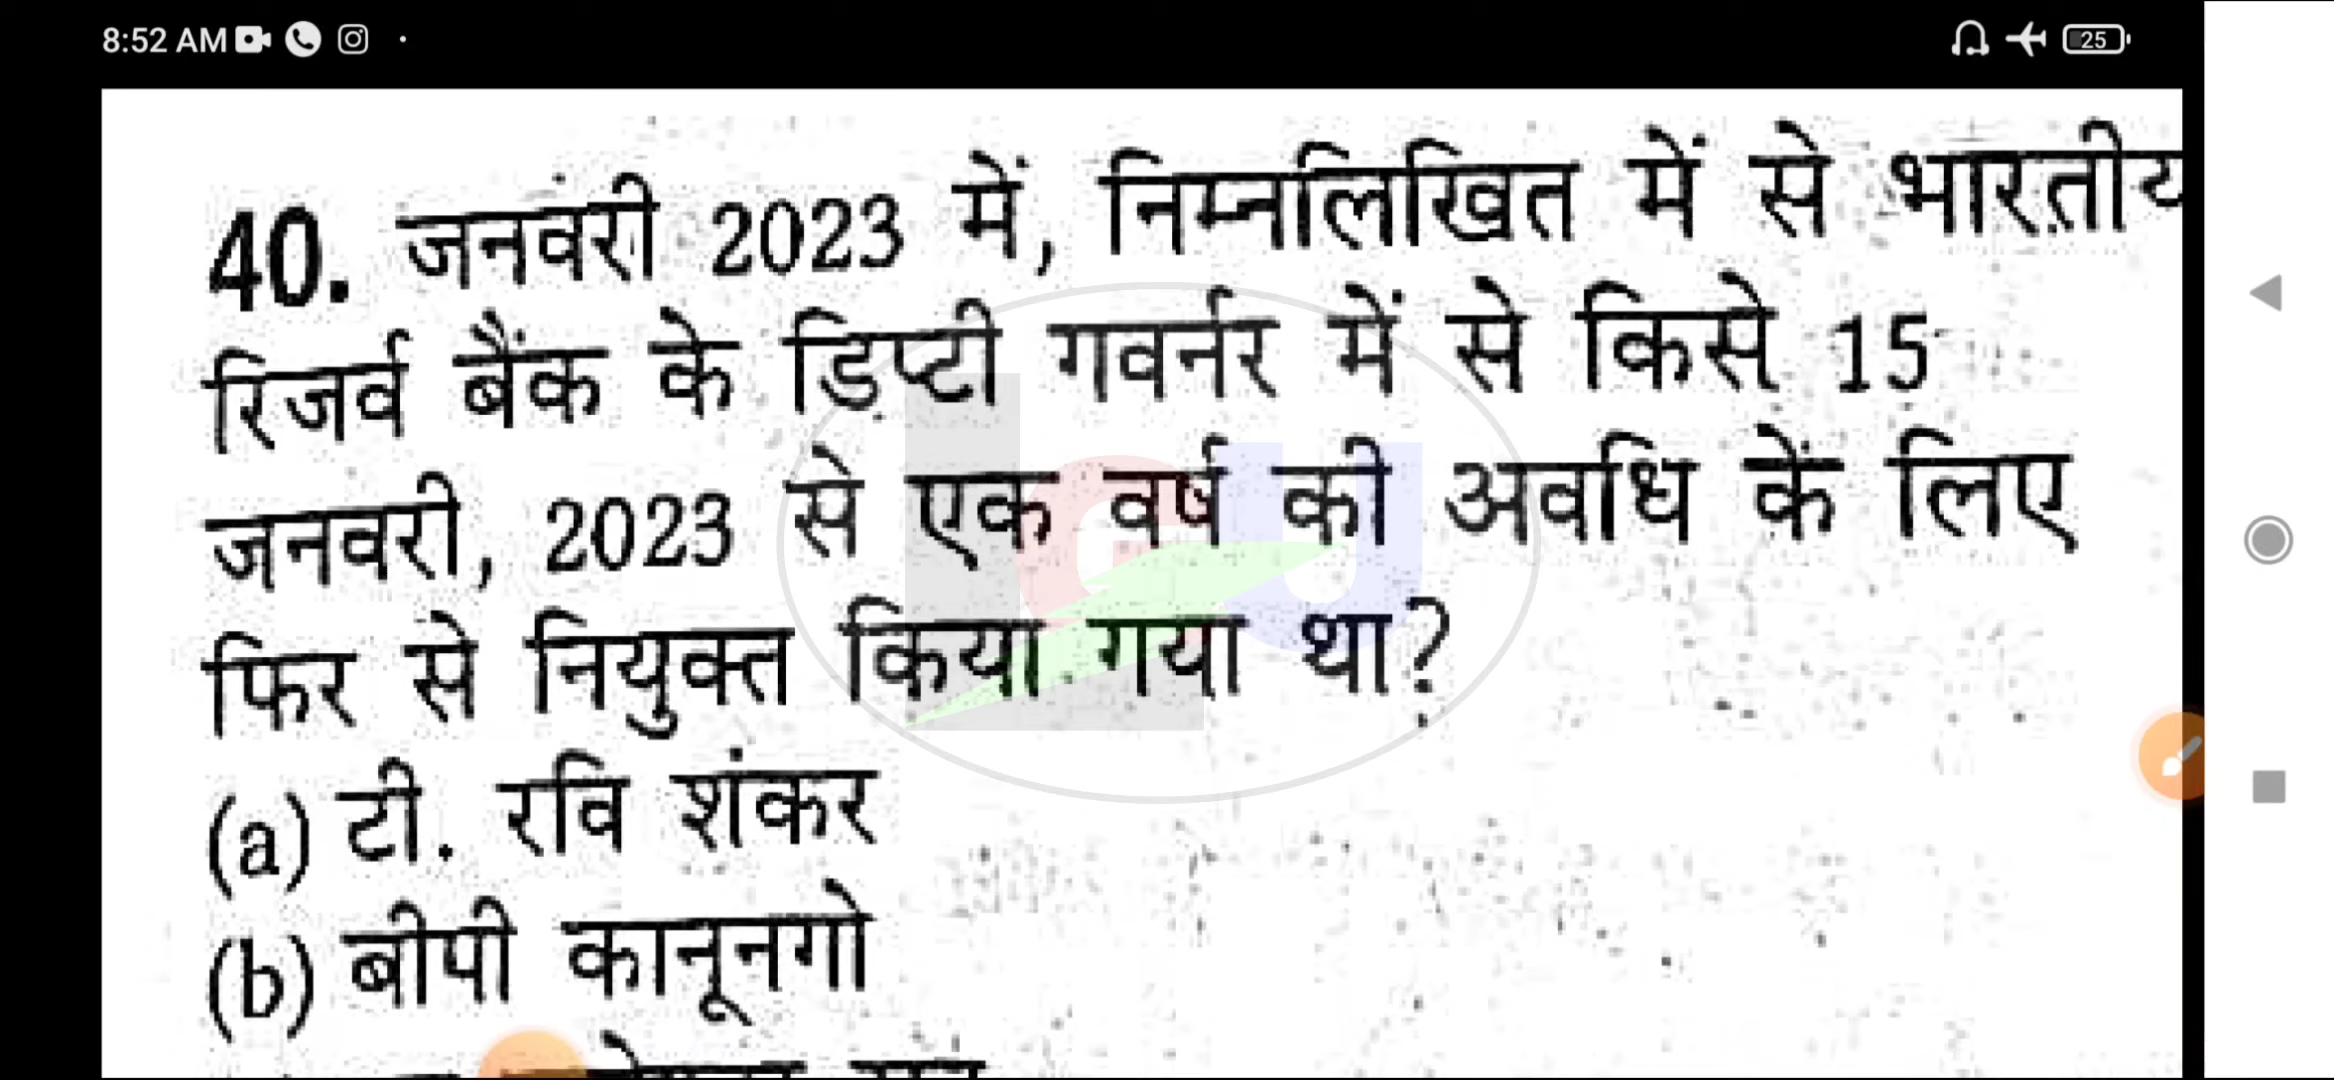 8:52 AM
25
40. जनवरी 2023 में, निम्नलिखित में से भारतीय
रिजर्व बैंक के डिप्टी गवर्नर में से किसे 15
जनवरी, 2023 से एक वर्ष की अवधि कें लिए
फिर से नियुक्त किया गया था?
(a) टी. रवि शंकर
(b) बीपी कानूनगो